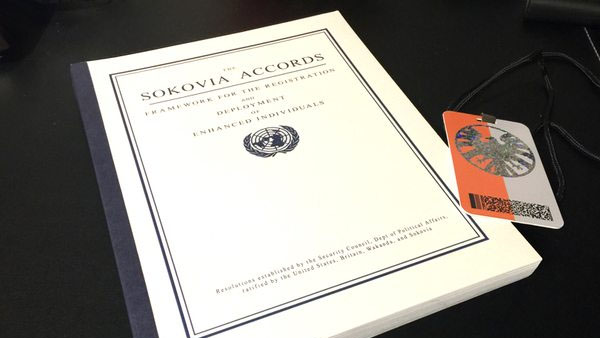 THE
SOKOVIA ACCORDS
FRAMEWORK FOR THE REGISTRATION
AND
DEPLOYMENT
OF
ENHANCED INDIVIDUALS
Resolutions established by the Security Council, Dept of Political Affairs,
ratified by the United States, Britain, Wakanda, and Sokovia